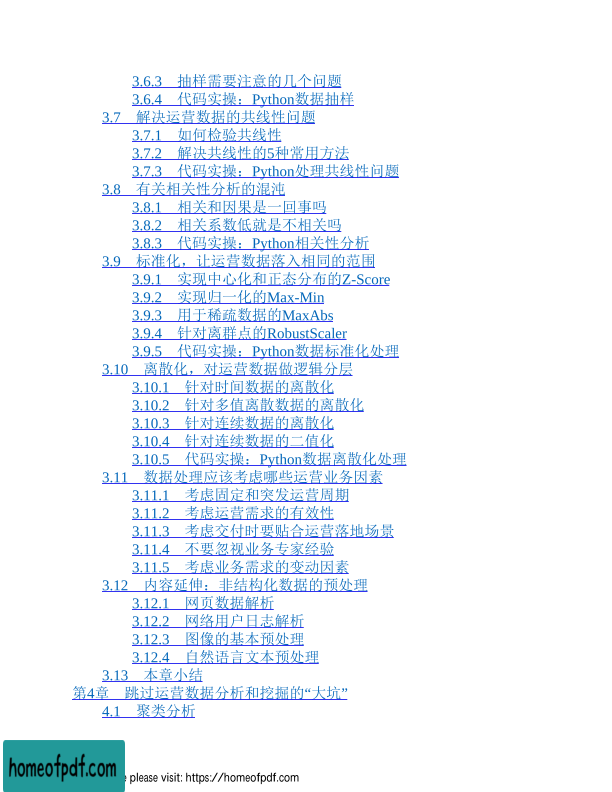 3.6.3 抽样需要注意的几个问题
3.6.4 代码实操：Python数据抽样
3.7 解决运营数据的共线性问题
3.7.1 如何检验共线性
3.7.2 解决共线性的5种常用方法
3.7.3 代码实操：Python处理共线性问题
3.8 有关相关性分析的混沌
3.8.1 相关和因果是一回事吗
3.8.2 相关系数低就是不相关吗
3.8.3 代码实操：Python相关性分析
3.9 标准化，让运营数据落入相同的范围
3.9.1 实现中心化和正态分布的Z-Score
3.9.2 实现归一化的Max-Min
3.9.3 用于稀疏数据的MaxAbs
3.9.4 针对离群点的RobustScaler
3.9.5 代码实操：Python数据标准化处理
3.10 离散化，对运营数据做逻辑分层
3.10.1 针对时间数据的离散化
3.10.2 针对多值离散数据的离散化
3.10.3 针对连续数据的离散化
3.10.4 针对连续数据的二值化
3.10.5 代码实操：Python数据离散化处理
3.11 数据处理应该考虑哪些运营业务因素
3.11.1 考虑固定和突发运营周期
3.11.2 考虑运营需求的有效性
3.11.3 考虑交付时要贴合运营落地场景
3.11.4 不要忽视业务专家经验
3.11.5 考虑业务需求的变动因素
3.12 内容延伸：非结构化数据的预处理
3.12.1 网页数据解析
3.12.2 网络用户日志解析
3.12.3 图像的基本预处理
3.12.4 自然语言文本预处理
3.13 本章小结
第4章 跳过运营数据分析和挖掘的“大坑”
4.1 聚类分析
homeofpdf.com
please visit: https://homeofpdf.com